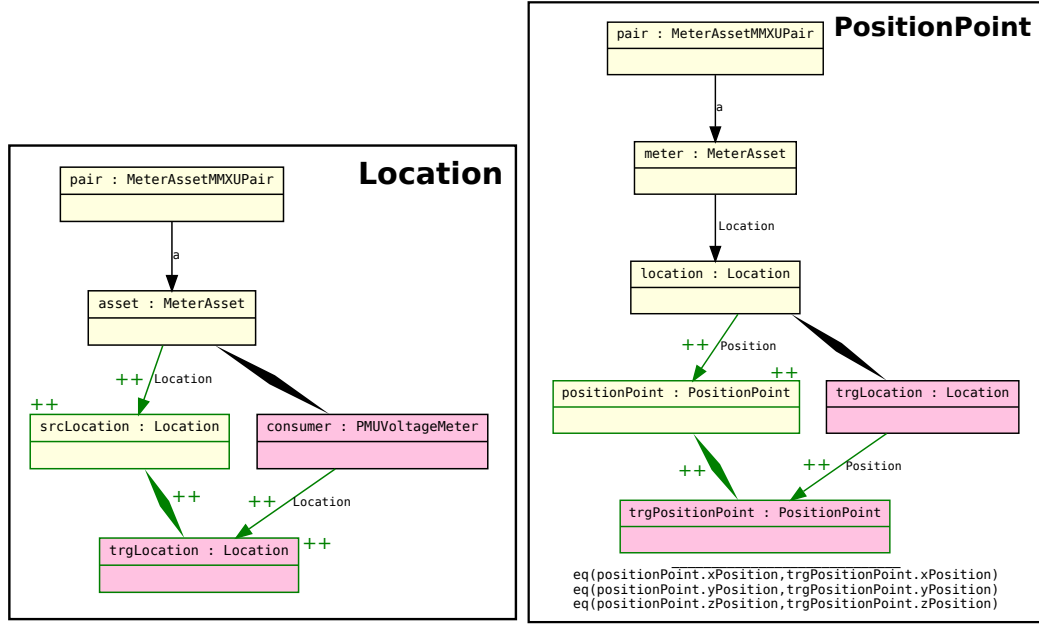 Location
pair : MeterAssetMMXUPair
a
asset : MeterAsset
++ Location
++
srcLocation : Location
consumer : PMUVoltageMeter
++
++ Location
trgLocation : Location
++
PositionPoint
pair : MeterAssetMMXUPair
a
meter : MeterAsset
Location
location : Location
++ Position
++
positionPoint : PositionPoint
trgLocation : Location
++
++ Position
trgPositionPoint : PositionPoint
eq(positionPoint.xPosition,trgPositionPoint.xPosition)
eq(positionPoint.yPosition,trgPositionPoint.yPosition)
eq(positionPoint.zPosition,trgPositionPoint.zPosition)